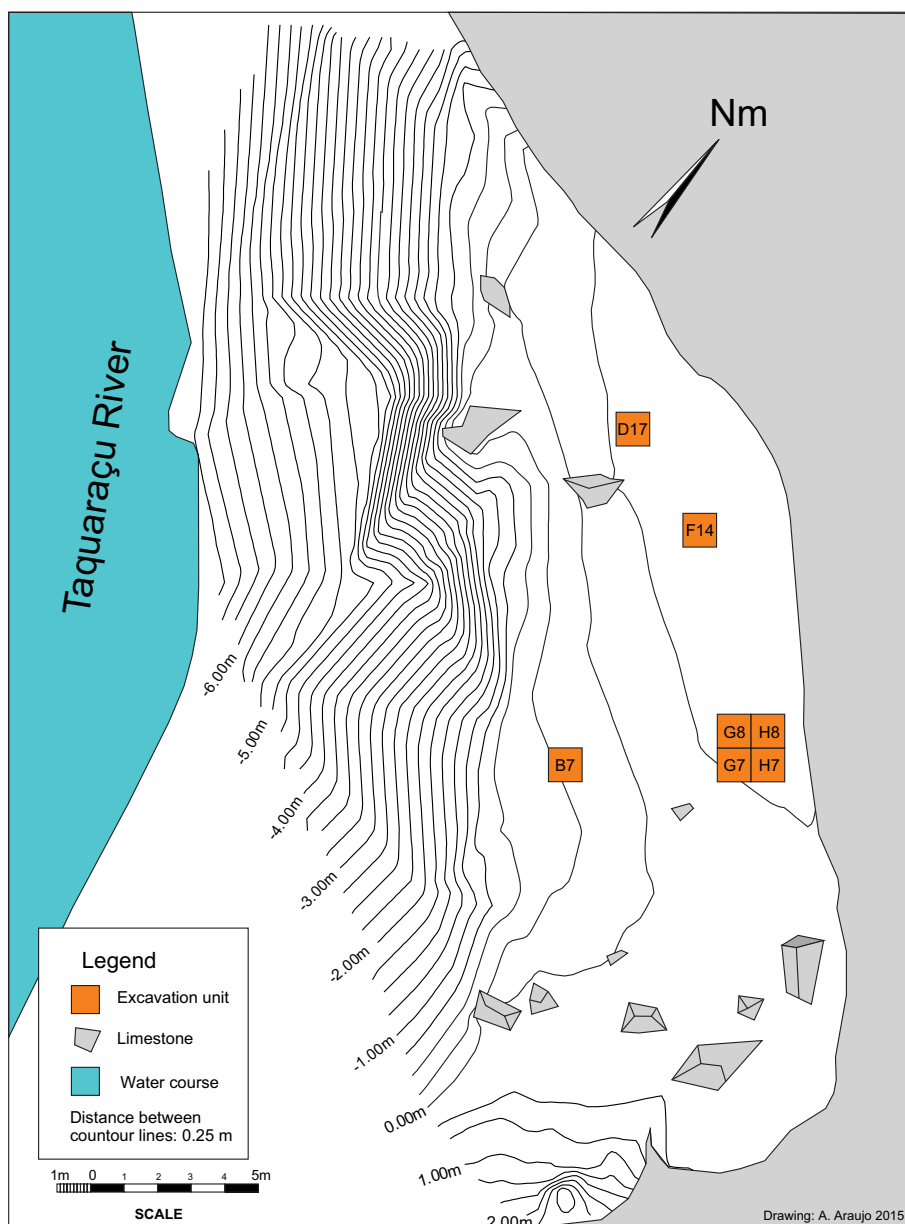 Nm
Taquaraçu River
D17
F14
G8
H8
B7
G7
H7
-6.00m
-5.00m
-4.00m
-3.00m
-2.00m
-1.00m
0.00m
1.00m
2.00m
Legend
Excavation unit
Limestone
Water course
Distance between
countour lines: 0.25 m
1m 0 1 2 3 4 5m
SCALE
Drawing: A. Araujo 2015